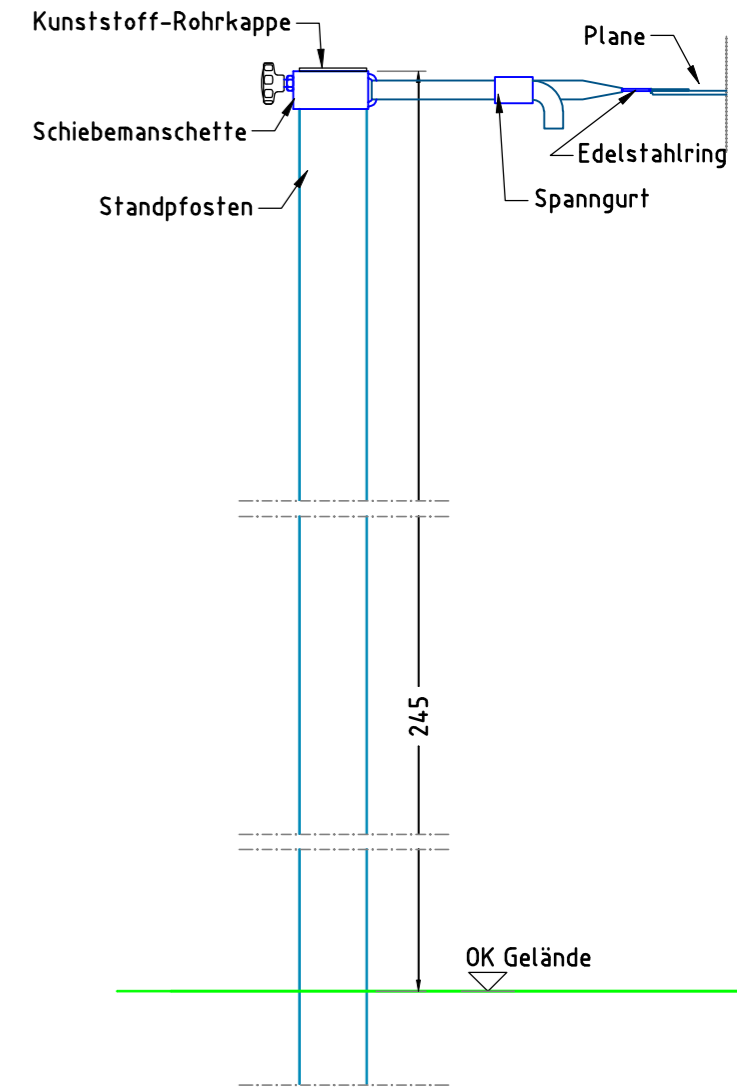 Kunststoff-Rohrkappe
Plane
Schiebemanschette
Edelstahlring
Standpfosten
Spanngurt
245
OK Gelände